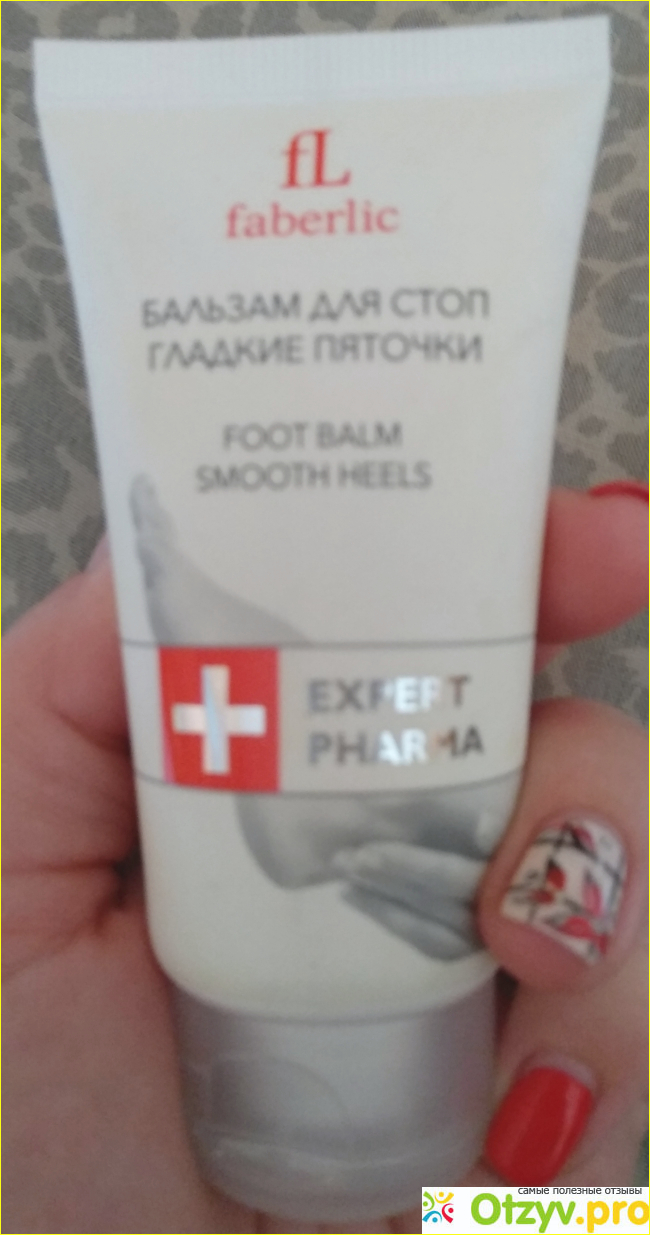 fL
faberlic
БАЛЬЗАМ ДЛЯ СТОП
ГЛАДКИЕ ПЯТОЧКИ
FOOT BALM
SMOOTH HEELS
EXPERT
PHARMA
самые полезные отзывы
Otzyv.pro